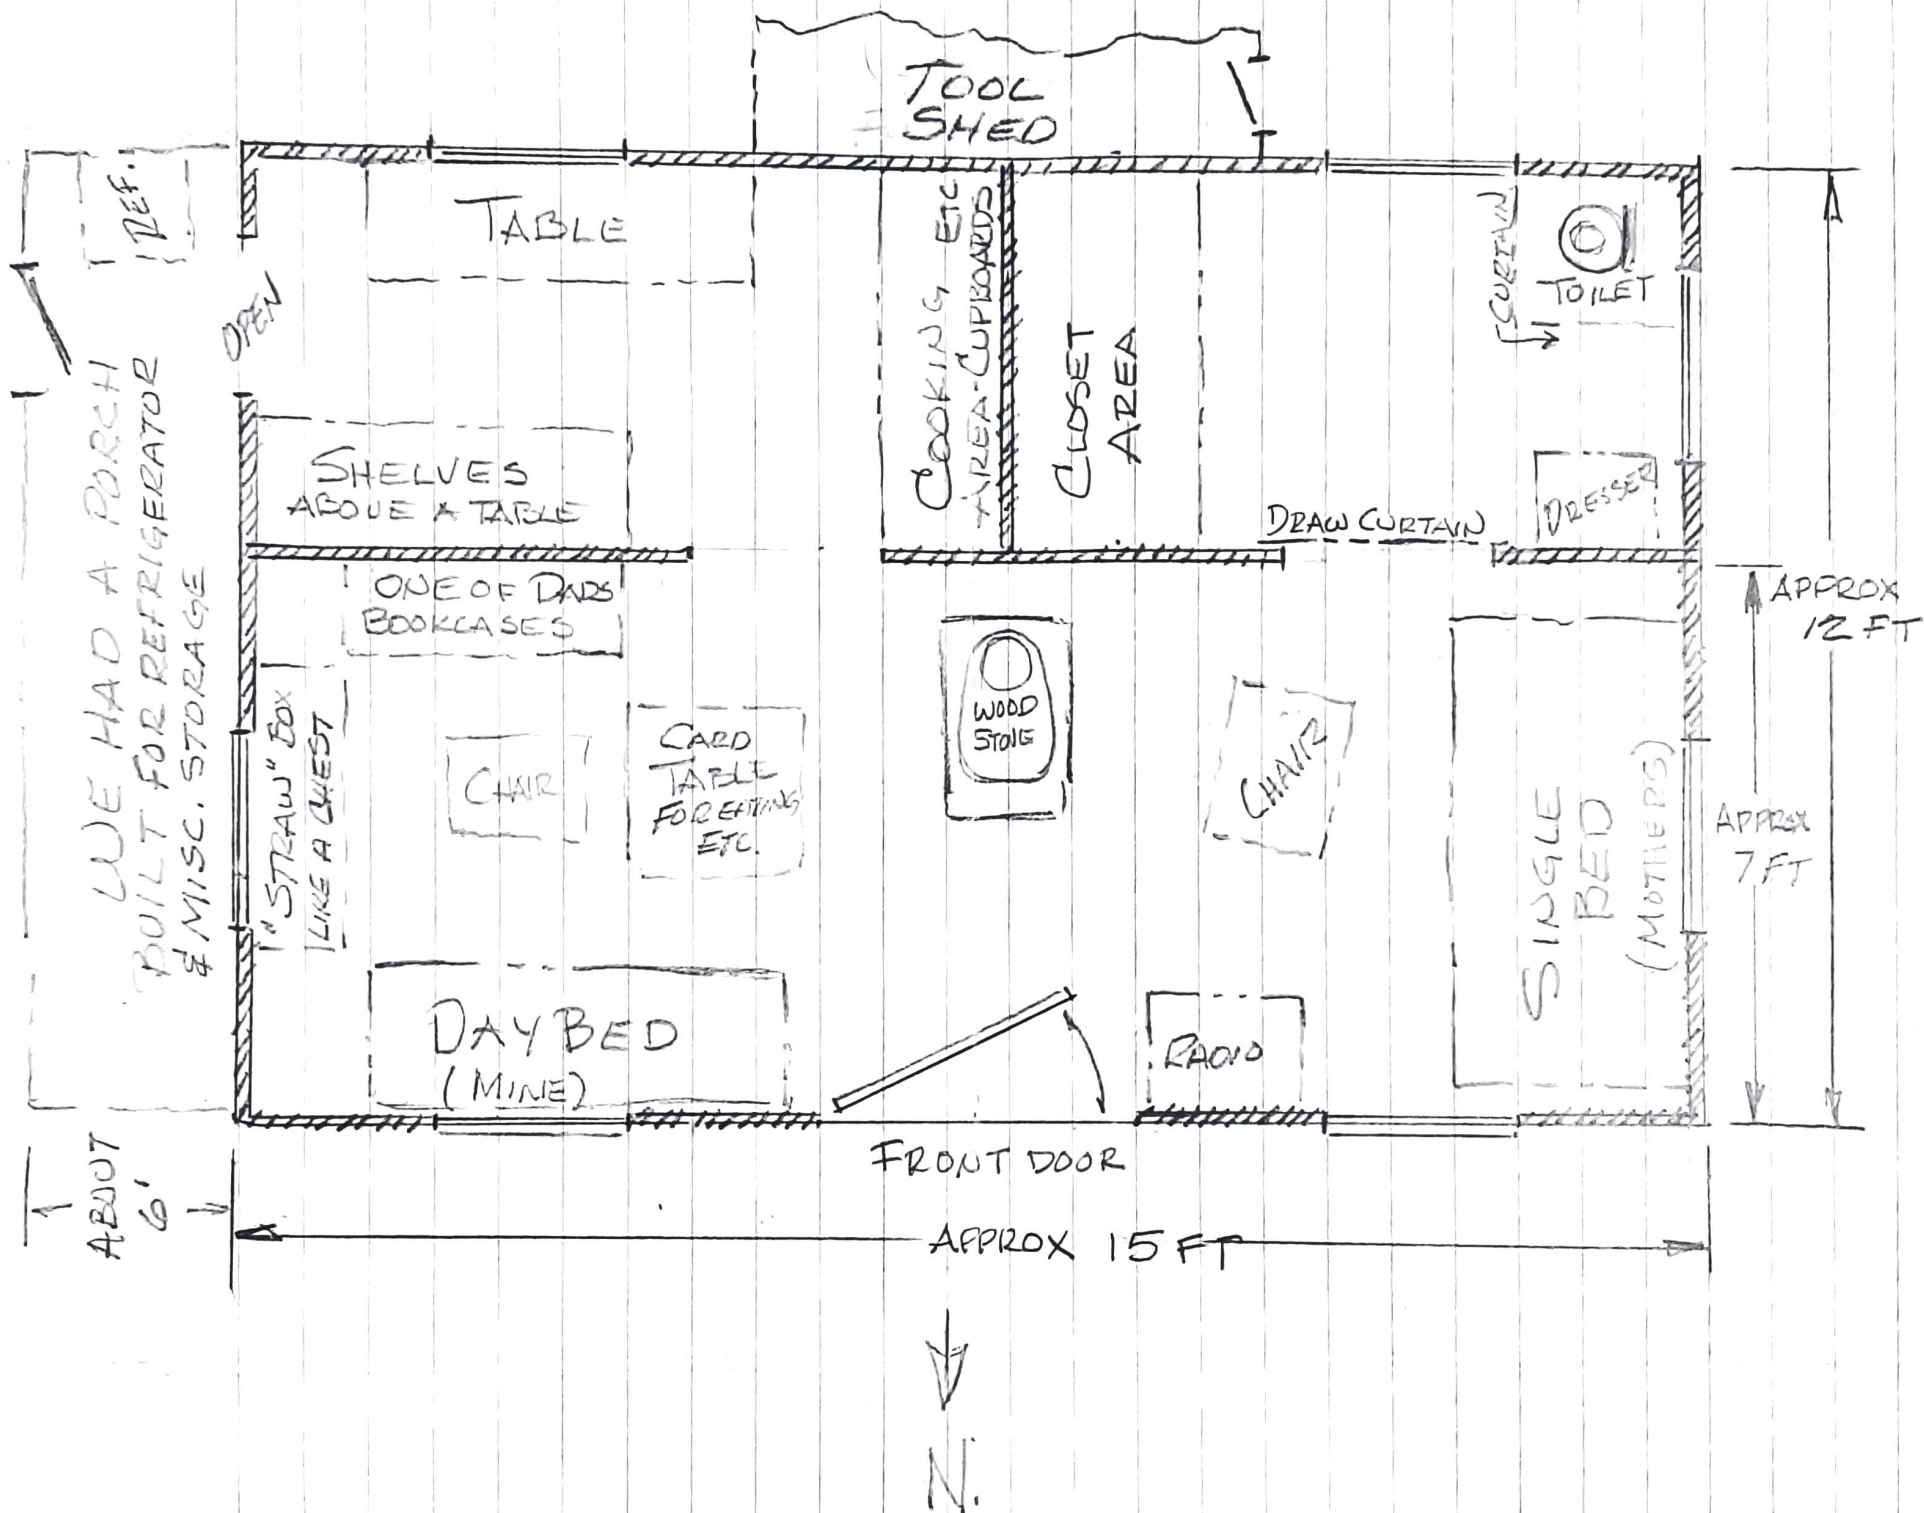 TOOL
SHED
REF.
TABLE
OPEN
COOKING ETC
AREA-CUPBOARDS
CLOSET
AREA
CURTAIN
TOILET
SHELVES
ABOVE A TABLE
DRAW CURTAIN
DRESSER
WE HAD A PORCH
BUILT FOR REFRIGERATOR
& MISC. STORAGE
ONE OF DADS
BOOKCASES
"STRAW" BOX
LIKE A CHEST
CHAIR
CARD
TABLE
FOR EATING
ETC.
WOOD
STOVE
CHAIR
SINGLE
BED
(MOTHERS)
APPROX
12 FT
APPROX
7 FT
DAY BED
(MINE)
RADIO
FRONT DOOR
ABOUT
6'
APPROX 15 FT
N.